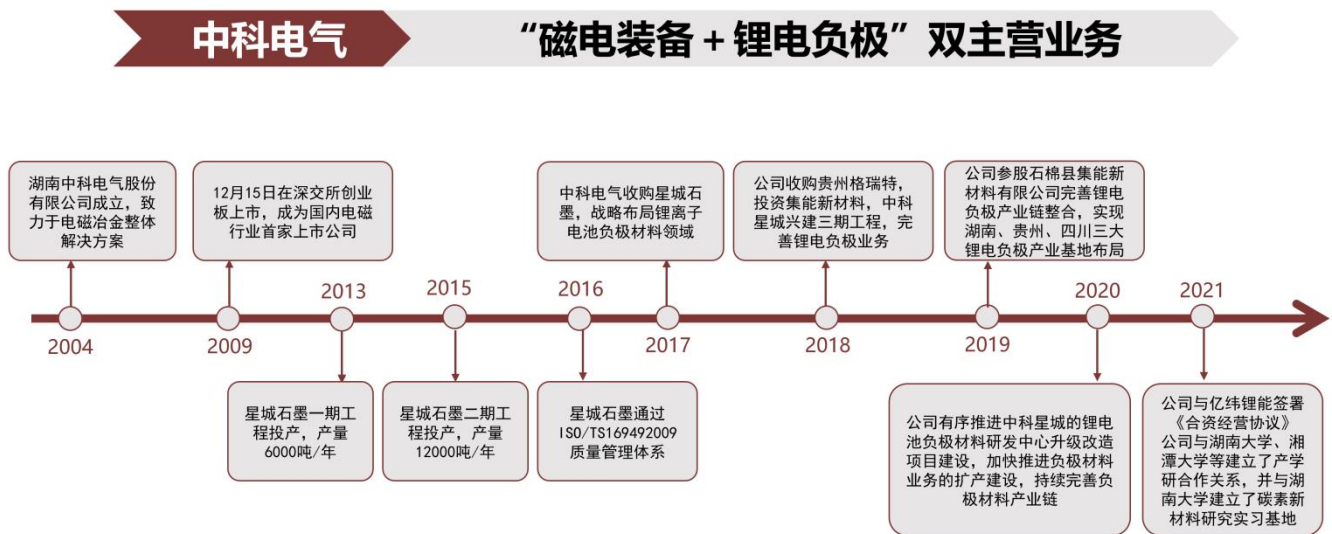 中科电气
“磁电装备+锂电负极”双主营业务
湖南中科电气股份
有限公司成立，致
力于电磁冶金整体
解决方案
12月15日在深交所创业
板上市，成为国内电磁
行业首家上市公司
中科电气收购星城石
墨，战略布局锂离子
电池负极材料领域
公司收购贵州格瑞特，
投资集能新材料，中科
星城兴建三期工程，完
善锂电负极业务
公司参股石棉县集能新
材料有限公司完善锂电
负极产业链整合，实现
湖南、贵州、四川三大
锂电负极产业基地布局
2004
2009
2013
2015
2016
2017
2018
2019
2020
2021
星城石墨一期工
程投产，产量
6000吨/年
星城石墨二期工
程投产，产量
12000吨/年
星城石墨通过
ISO/TS169492009
质量管理体系
公司有序推进中科星城的锂电
池负极材料研发中心升级改造
项目建设，加快推进负极材料
业务的扩产建设，持续完善负
极材料产业链
公司与亿纬锂能签署
《合资经营协议》
公司与湖南大学、湘
潭大学等建立了产学
研合作关系，并与湖
南大学建立了碳素新
材料研究实习基地